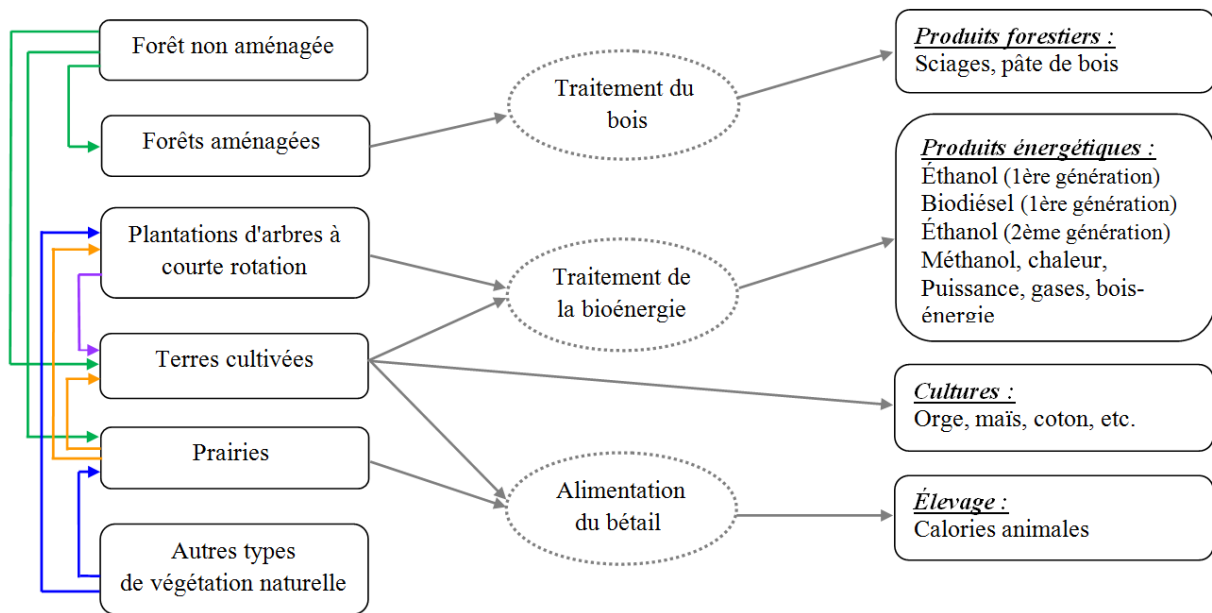 Forêt non aménagée
Forêts aménagées
Plantations d'arbres à
courte rotation
Terres cultivées
Prairies
Autres types
de végétation naturelle
Traitement du
bois
Traitement de
la bioénergie
Alimentation
du bétail
Produits forestiers :
Sciages, pâte de bois
Produits énergétiques :
Éthanol (1ère génération)
Biodiésel (1ère génération)
Éthanol (2ème génération)
Méthanol, chaleur,
Puissance, gases, bois-
énergie
Cultures :
Orge, maïs, coton, etc.
Élevage :
Calories animales